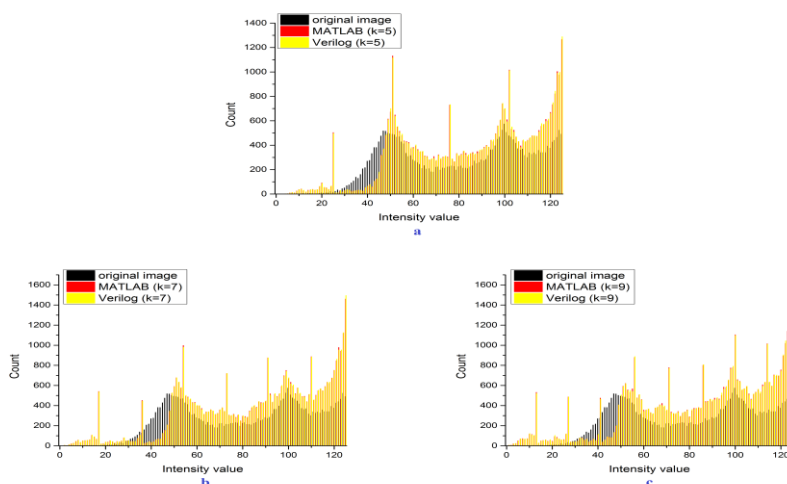 original image
MATLAB (k=5)
Verilog (k=5)
1400
1200
1000
800
600
400
200
0
Count
0 20 40 60 80 100 120
Intensity value
a
original image
MATLAB (k=7)
Verilog (k=7)
1600
1400
1200
1000
800
600
400
200
0
Count
0 20 40 60 80 100 120
Intensity value
b
original image
MATLAB (k=9)
Verilog (k=9)
1600
1400
1200
1000
800
600
400
200
0
Count
0 20 40 60 80 100 120
Intensity value
c